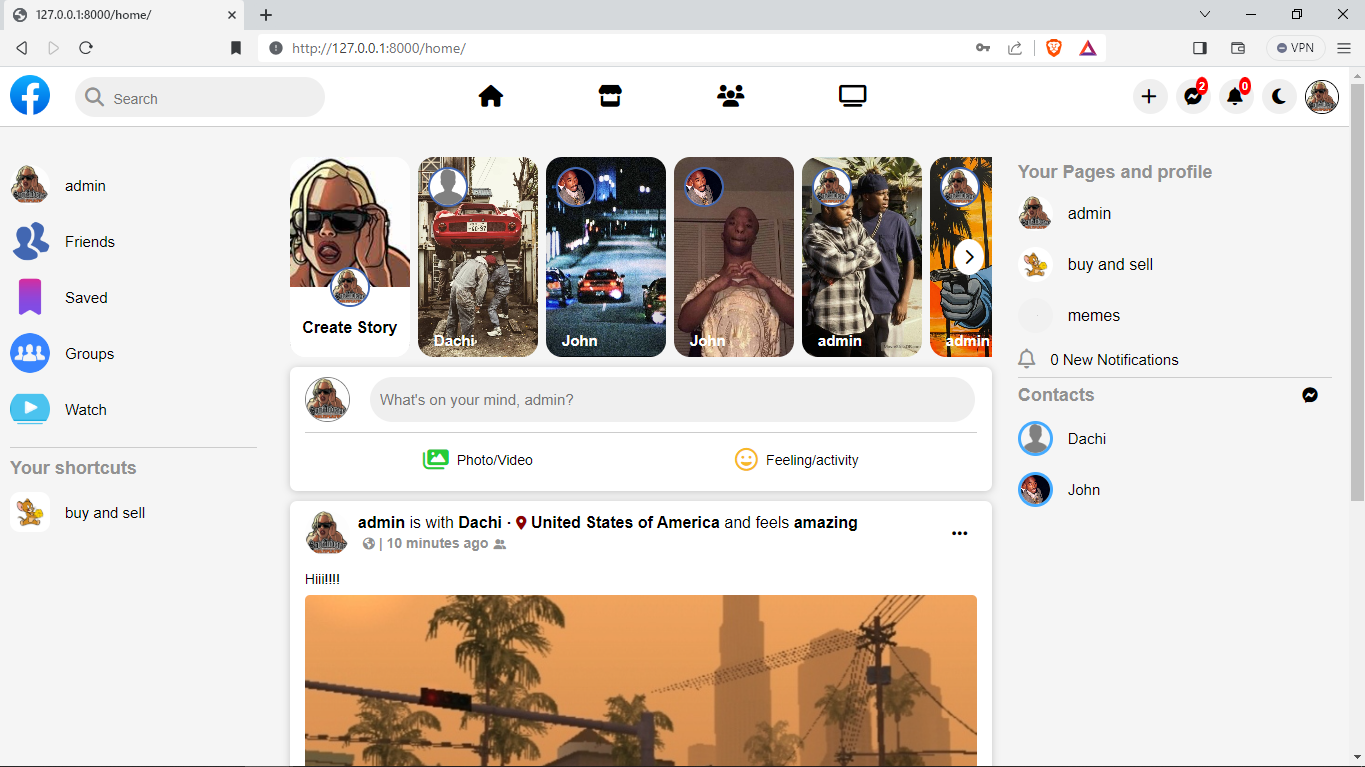 127.0.0.1:8000/home/
http://127.0.0.1:8000/home/
VPN
Search
2
0
admin
Friends
Saved
Groups
Watch
Your shortcuts
buy and sell
Create Story
Dachi
John
John
admin
admin
What's on your mind, admin?
Photo/Video
Feeling/activity
admin is with Dachi · United States of America and feels amazing
| 10 minutes ago
Hiii!!!!
Your Pages and profile
admin
buy and sell
memes
0 New Notifications
Contacts
Dachi
John